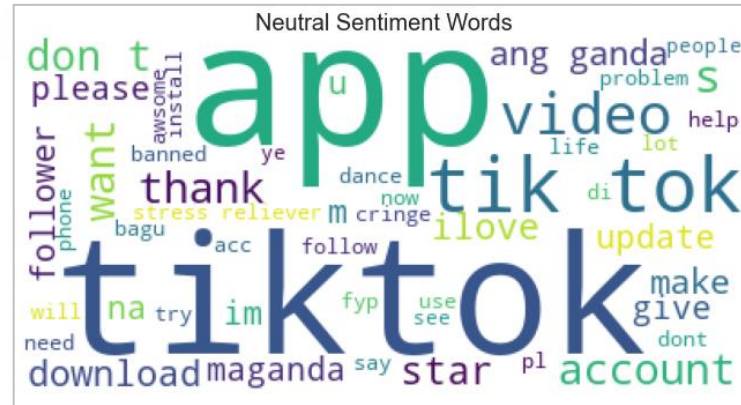 Neutral Sentiment Words
don t
app
u
ang ganda
people
please
awsome
install
video
problem
s
help
follower
phone
want
banned
ye
thank
dance
now
tik
tok
life
lot
di
stress reliever
m
cringe
ilove
bagu
acc
follow
update
tiktok
make
give
will
na
try
im
fyp
use
see
dont
need
download
maganda
say
star
pl
account